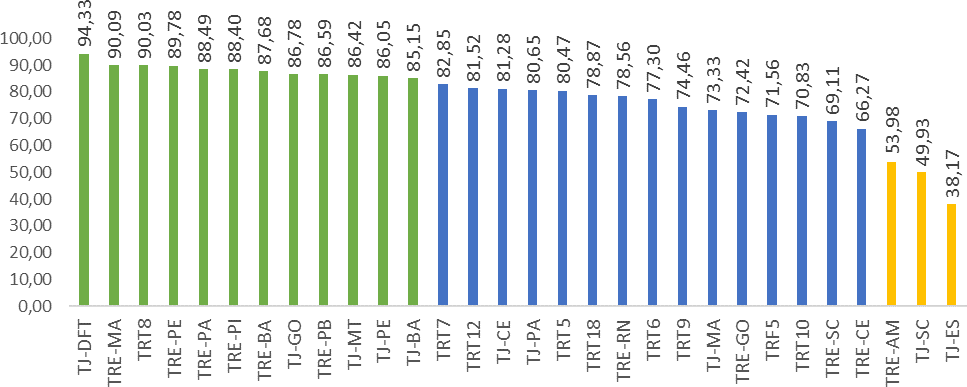 100,00
90,00
80,00
70,00
60,00
50,00
40,00
30,00
20,00
10,00
0,00
94,33
90,09
90,03
89,78
88,49
88,40
87,68
86,78
86,59
86,42
86,05
85,15
82,85
81,52
81,28
80,65
80,47
78,87
78,56
77,30
74,46
73,33
72,42
71,56
70,83
69,11
66,27
53,98
49,93
38,17
TJ-DFT
TRE-MA
TRT8
TRE-PE
TRE-PA
TRE-PI
TRE-BA
TJ-GO
TRE-PB
TJ-MT
TJ-PE
TJ-BA
TRT7
TRT12
TJ-CE
TJ-PA
TRT5
TRT18
TRE-RN
TRT6
TRT9
TJ-MA
TRE-GO
TRF5
TRT10
TRE-SC
TRE-CE
TRE-AM
TJ-SC
TJ-ES